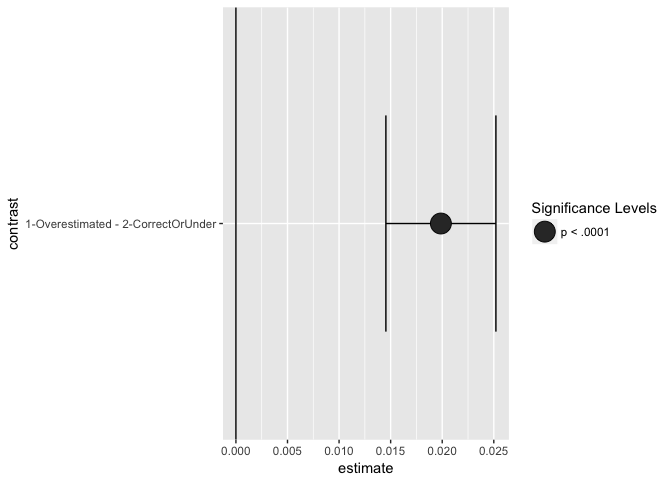 contrast
1-Overestimated - 2-CorrectOrUnder
0.000 0.005 0.010 0.015 0.020 0.025
estimate
Significance Levels
p < .0001